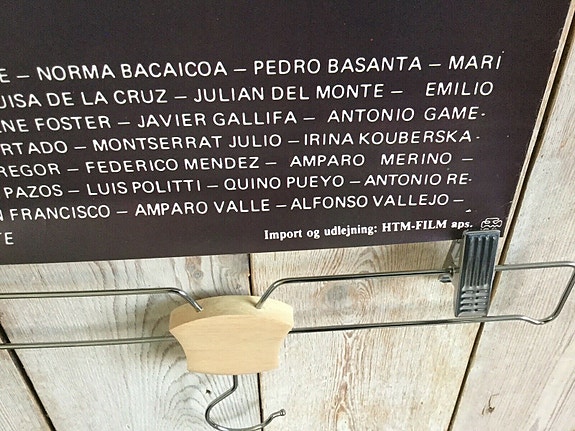 E – NORMA BACAICOA – PEDRO BASANTA – MARI
UISA DE LA CRUZ – JULIAN DEL MONTE – EMILIO
NE FOSTER – JAVIER GALLIFA – ANTONIO GAME-
RTADO – MONTSERRAT JULIO – IRINA KOUBERSKA-
REGOR – FEDERICO MENDEZ – AMPARO MERINO –
PAZOS – LUIS POLITTI – QUINO PUEYO – ANTONIO RE-
N FRANCISCO – AMPARO VALLE – ALFONSO VALLEJO –
TE
Import og udlejning: HTM-FILM aps.